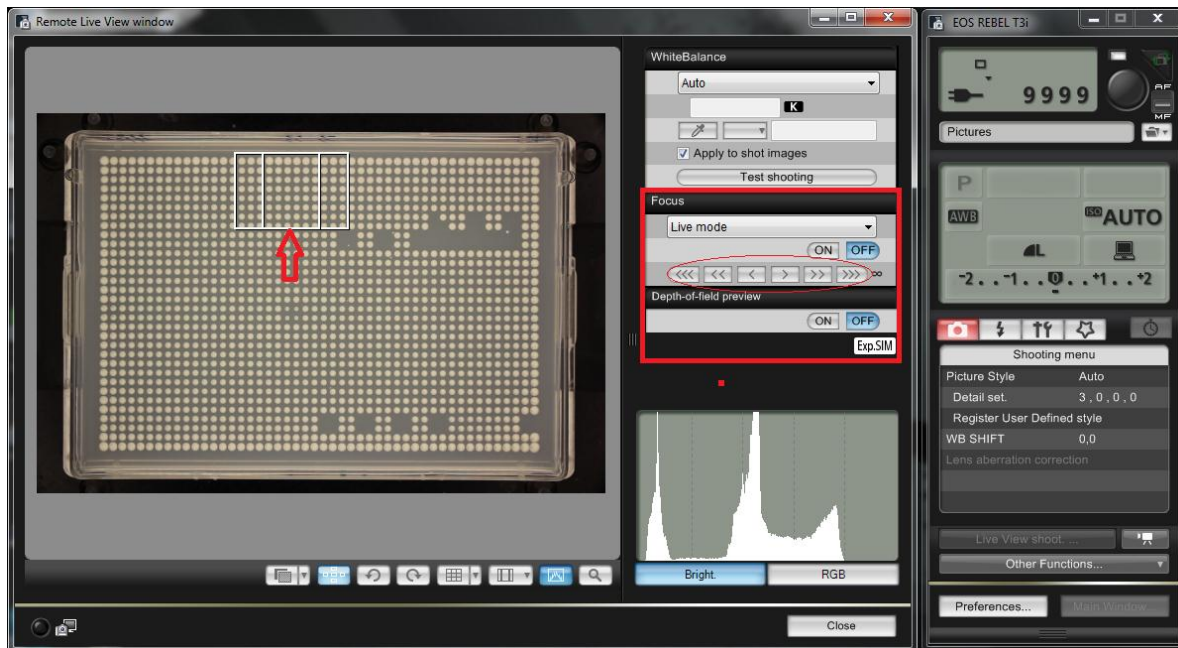 Remote Live View window
WhiteBalance
Auto
K
Apply to shot images
Test shooting
Focus
Live mode
ON OFF
<<< << < > >> >>> ∞
Depth-of-field preview
ON OFF
Exp.SIM
Bright. RGB
Close
EOS REBEL T3i
9999
AF
MF
Pictures
P
AWB ISO AUTO
L
-2..-1..0..+1..+2
Shooting menu
Picture Style Auto
Detail set. 3 , 0 , 0 , 0
Register User Defined style
WB SHIFT 0,0
Lens aberration correction
Live View shoot. ...
Other Functions...
Preferences... Main Window...